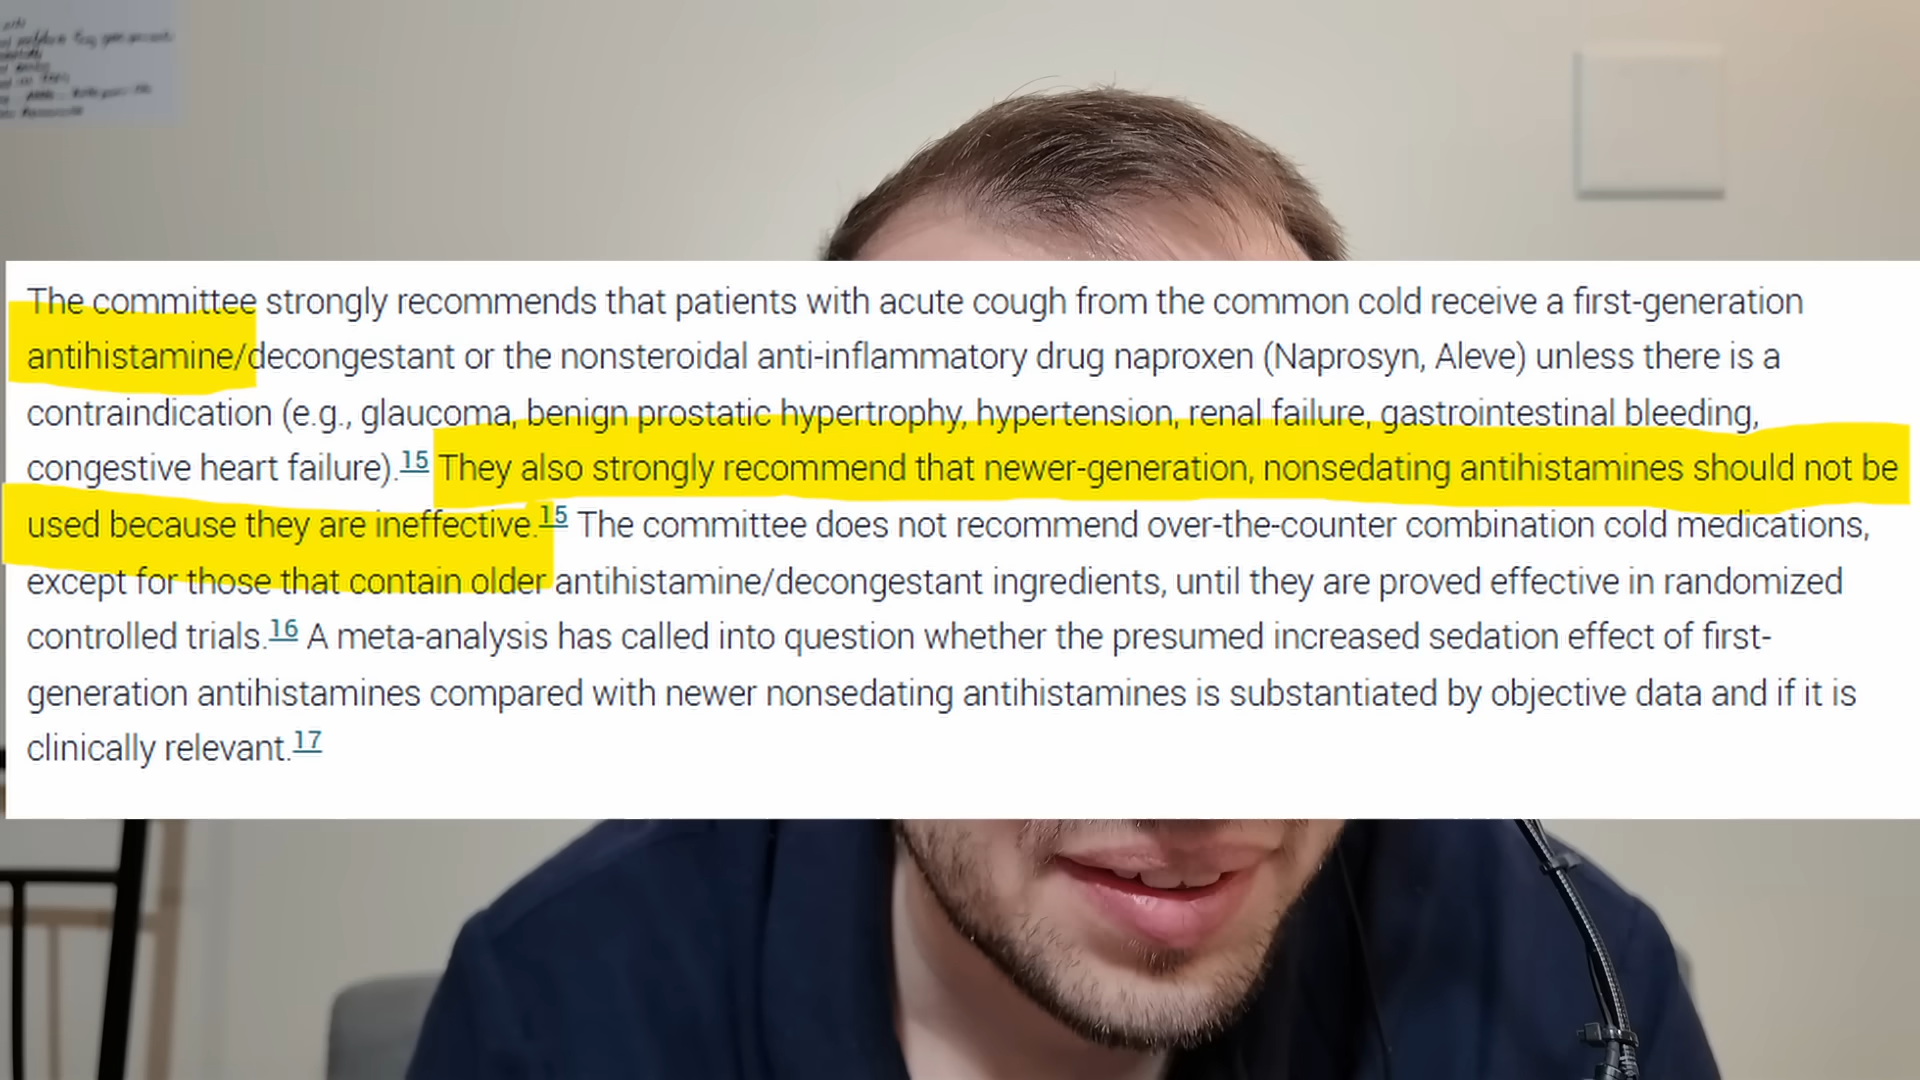 The committee strongly recommends that patients with acute cough from the common cold receive a first-generation
antihistamine/decongestant or the nonsteroidal anti-inflammatory drug naproxen (Naprosyn, Aleve) unless there is a
contraindication (e.g., glaucoma, benign prostatic hypertrophy, hypertension, renal failure, gastrointestinal bleeding,
congestive heart failure).15 They also strongly recommend that newer-generation, nonsedating antihistamines should not be
used because they are ineffective.15 The committee does not recommend over-the-counter combination cold medications,
except for those that contain older antihistamine/decongestant ingredients, until they are proved effective in randomized
controlled trials.16 A meta-analysis has called into question whether the presumed increased sedation effect of first-
generation antihistamines compared with newer nonsedating antihistamines is substantiated by objective data and if it is
clinically relevant.17